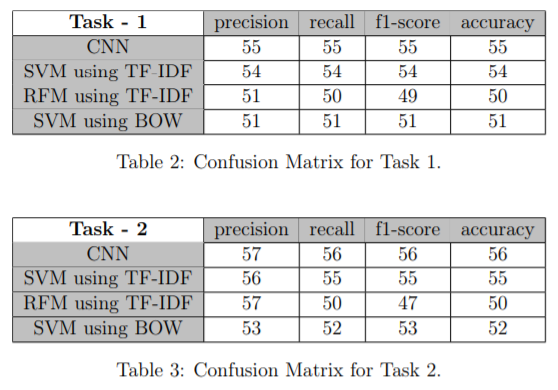 Task - 1 precision recall f1-score accuracy
CNN 55 55 55 55
SVM using TF-IDF 54 54 54 54
RFM using TF-IDF 51 50 49 50
SVM using BOW 51 51 51 51
Table 2: Confusion Matrix for Task 1.
Task - 2 precision recall f1-score accuracy
CNN 57 56 56 56
SVM using TF-IDF 56 55 55 55
RFM using TF-IDF 57 50 47 50
SVM using BOW 53 52 53 52
Table 3: Confusion Matrix for Task 2.